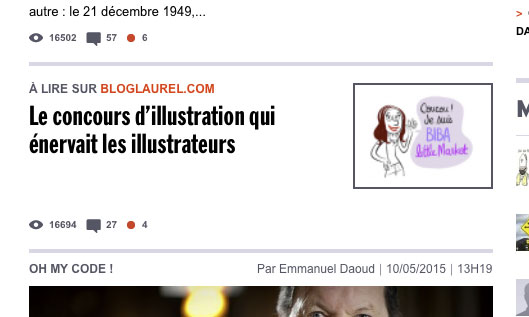 autre : le 21 décembre 1949,...
16502 57 6
À LIRE SUR BLOGLAUREL.COM
Le concours d'illustration qui
énervait les illustrateurs
Coucou !
Je suis
BIBA
little Market
16694 27 4
OH MY CODE !
Par Emmanuel Daoud | 10/05/2015 | 13H19
>
DA
M